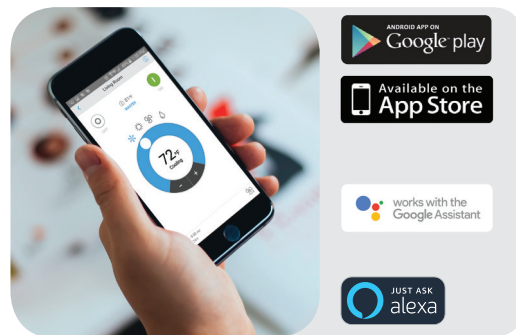 Living Room
72°F
Cooling
ANDROID APP ON
Google play
Available on the
App Store
works with the
Google Assistant
JUST ASK
alexa